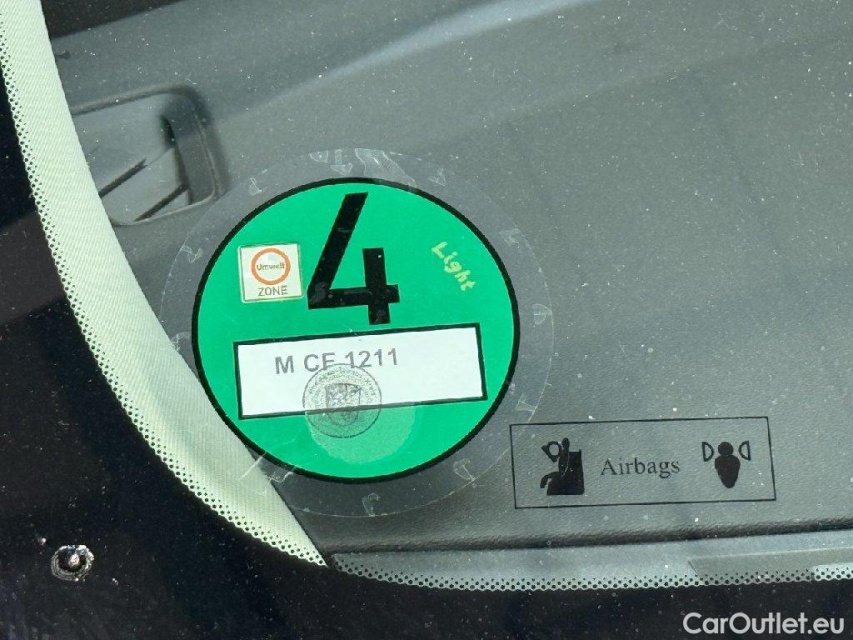 4
Light
Umwelt
ZONE
M CF 1211
Airbags
CarOutlet.eu